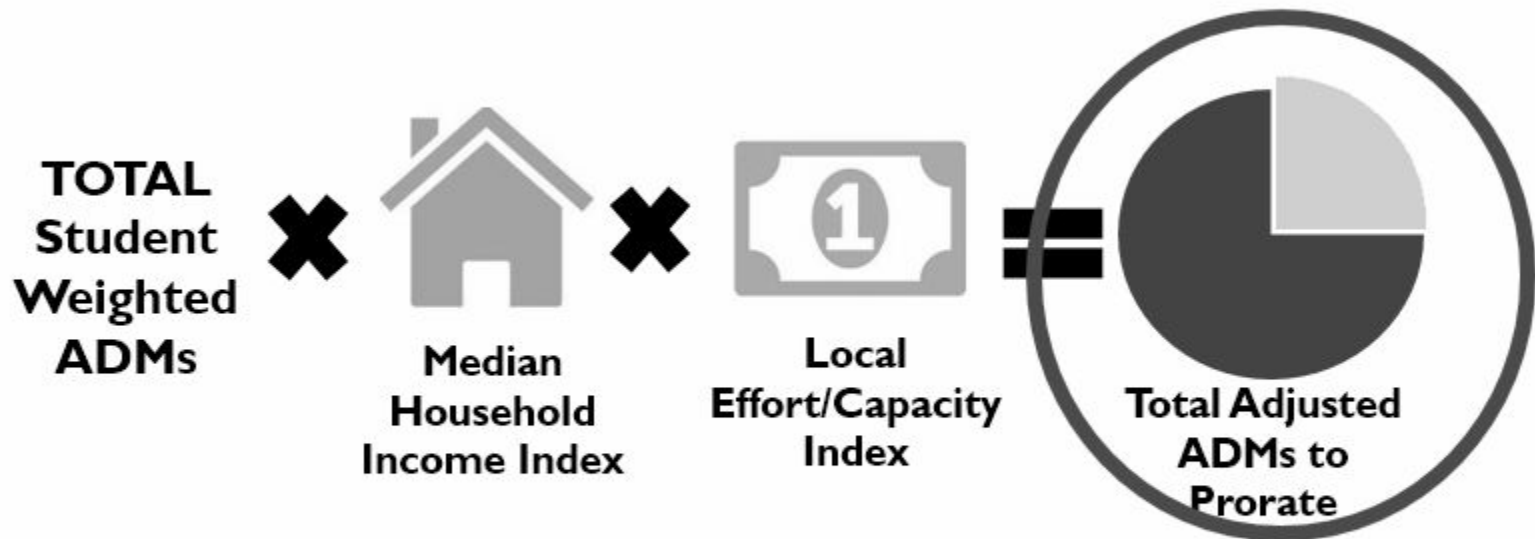 TOTAL
Student
Weighted
ADMs
Median
Household
Income Index
1
Local
Effort/Capacity
Index
=
Total Adjusted
ADMs to
Prorate